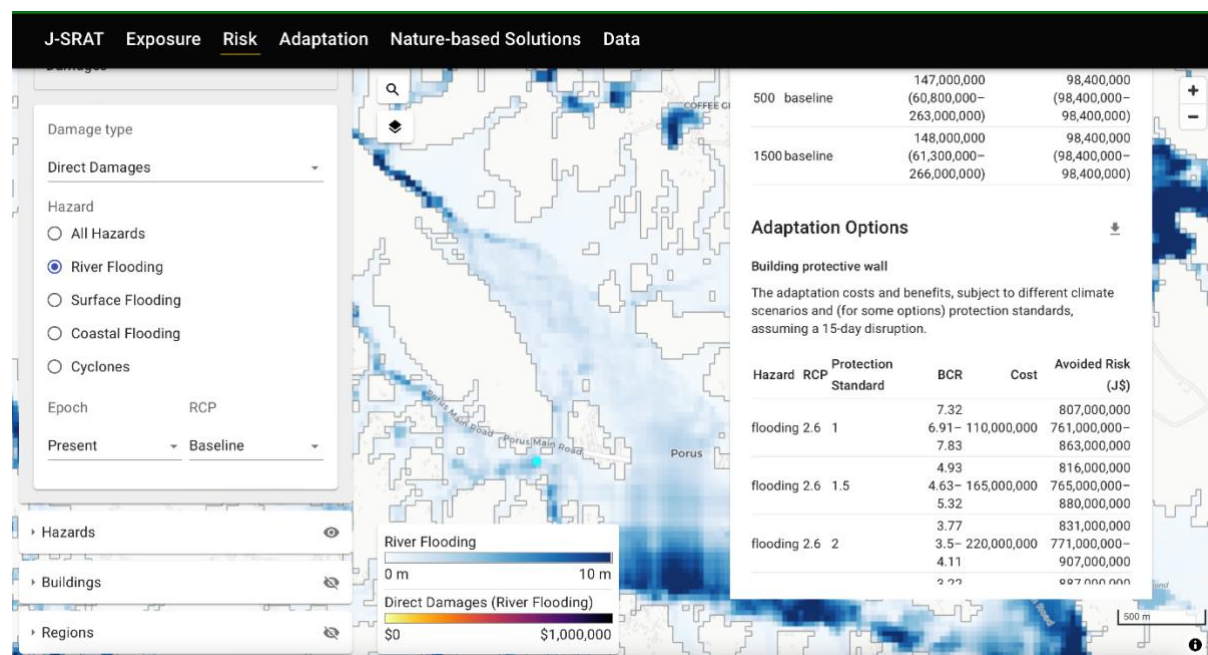 J-SRAT Exposure Risk Adaptation Nature-based Solutions Data
Damages
Damage type
Direct Damages
Hazard
All Hazards
River Flooding
Surface Flooding
Coastal Flooding
Cyclones
Epoch RCP
Present Baseline
Hazards
Buildings
Regions
COFFEE G
Porus Main Road
Porus Main Road
Porus
Road
River Flooding
0 m 10 m
Direct Damages (River Flooding)
$0 $1,000,000
147,000,000 98,400,000
500 baseline (60,800,000– (98,400,000–
263,000,000) 98,400,000)
148,000,000 98,400,000
1500 baseline (61,300,000– (98,400,000–
266,000,000) 98,400,000)
Adaptation Options
Building protective wall
The adaptation costs and benefits, subject to different climate
scenarios and (for some options) protection standards,
assuming a 15-day disruption.
Hazard RCP Protection Standard BCR Cost Avoided Risk (J$)
7.32 807,000,000
flooding 2.6 1 6.91– 110,000,000 761,000,000–
7.83 863,000,000
4.93 816,000,000
flooding 2.6 1.5 4.63– 165,000,000 765,000,000–
5.32 880,000,000
3.77 831,000,000
flooding 2.6 2 3.5– 220,000,000 771,000,000–
4.11 907,000,000
3.22 887,000,000
+
−
500 m